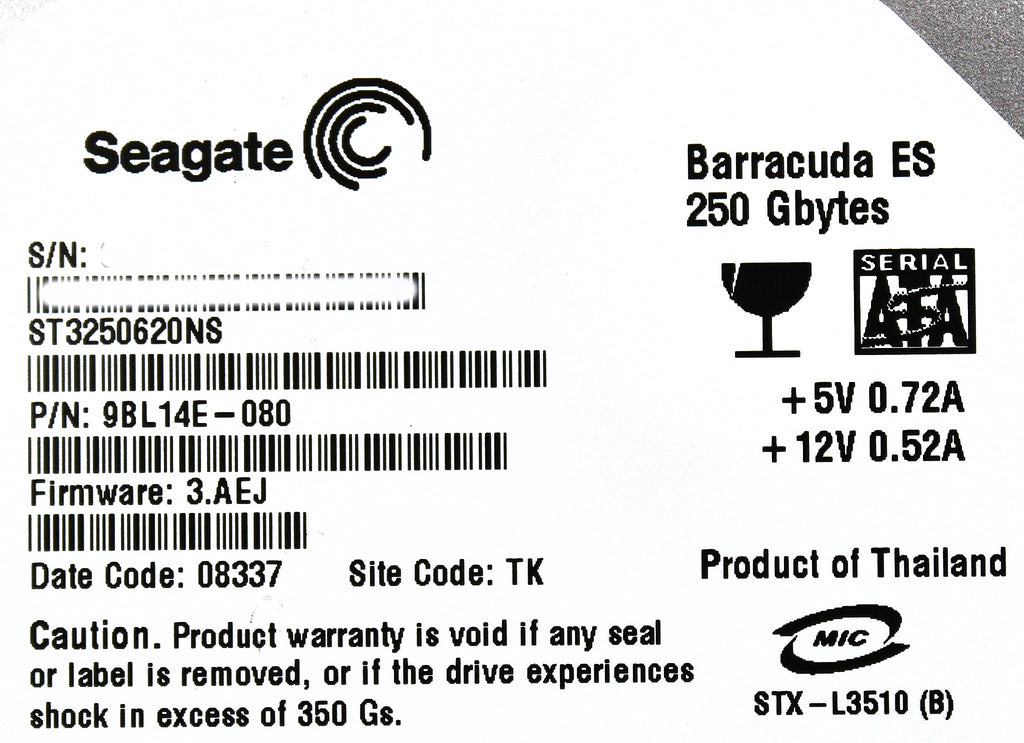 Seagate
Barracuda ES
250 Gbytes
S/N:
ST3250620NS
SERIAL
ATA
P/N: 9BL14E-080
+5V 0.72A
+12V 0.52A
Firmware: 3.AEJ
Date Code: 08337 Site Code: TK
Product of Thailand
Caution. Product warranty is void if any seal
or label is removed, or if the drive experiences
shock in excess of 350 Gs.
MIC
STX-L3510 (B)